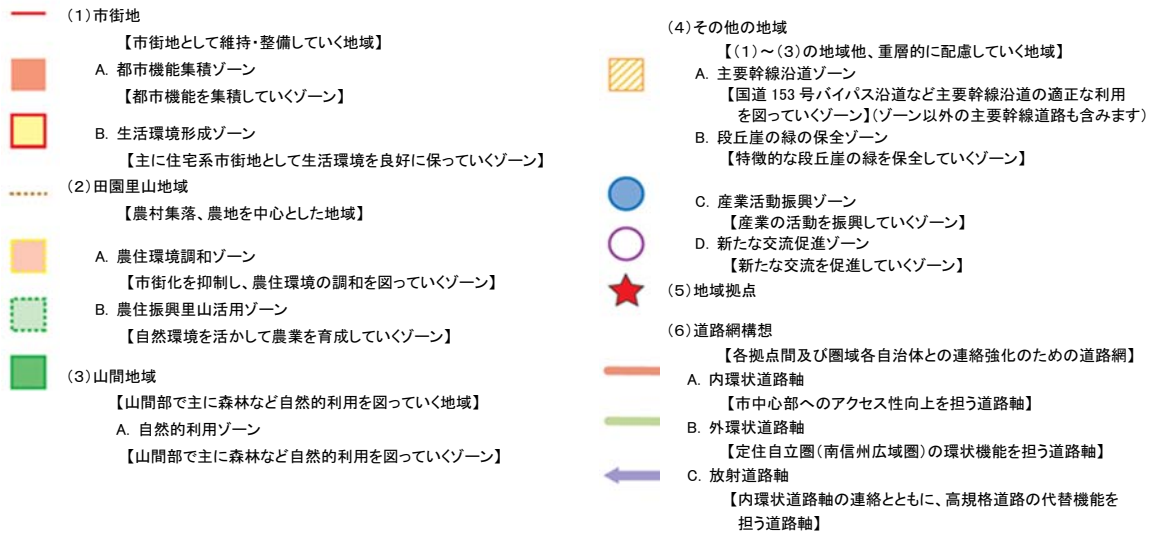 (1)市街地
【市街地として維持・整備していく地域】
A. 都市機能集積ゾーン
【都市機能を集積していくゾーン】
B. 生活環境形成ゾーン
【主に住宅系市街地として生活環境を良好に保っていくゾーン】
(2)田園里山地域
【農村集落、農地を中心とした地域】
A. 農住環境調和ゾーン
【市街化を抑制し、農住環境の調和を図っていくゾーン】
B. 農住振興里山活用ゾーン
【自然環境を活かして農業を育成していくゾーン】
(3)山間地域
【山間部で主に森林など自然的利用を図っていく地域】
A. 自然的利用ゾーン
【山間部で主に森林など自然的利用を図っていくゾーン】
(4)その他の地域
【(1)~(3)の地域他、重層的に配慮していく地域】
A. 主要幹線沿道ゾーン
【国道 153 号バイパス沿道など主要幹線沿道の適正な利用
を図っていくゾーン】(ゾーン以外の主要幹線道路も含みます)
B. 段丘崖の緑の保全ゾーン
【特徴的な段丘崖の緑を保全していくゾーン】
C. 産業活動振興ゾーン
【産業の活動を振興していくゾーン】
D. 新たな交流促進ゾーン
【新たな交流を促進していくゾーン】
(5)地域拠点
(6)道路網構想
【各拠点間及び圏域各自治体との連絡強化のための道路網】
A. 内環状道路軸
【市中心部へのアクセス性向上を担う道路軸】
B. 外環状道路軸
【定住自立圏(南信州広域圏)の環状機能を担う道路軸】
C. 放射道路軸
【内環状道路軸の連絡とともに、高規格道路の代替機能を
担う道路軸】